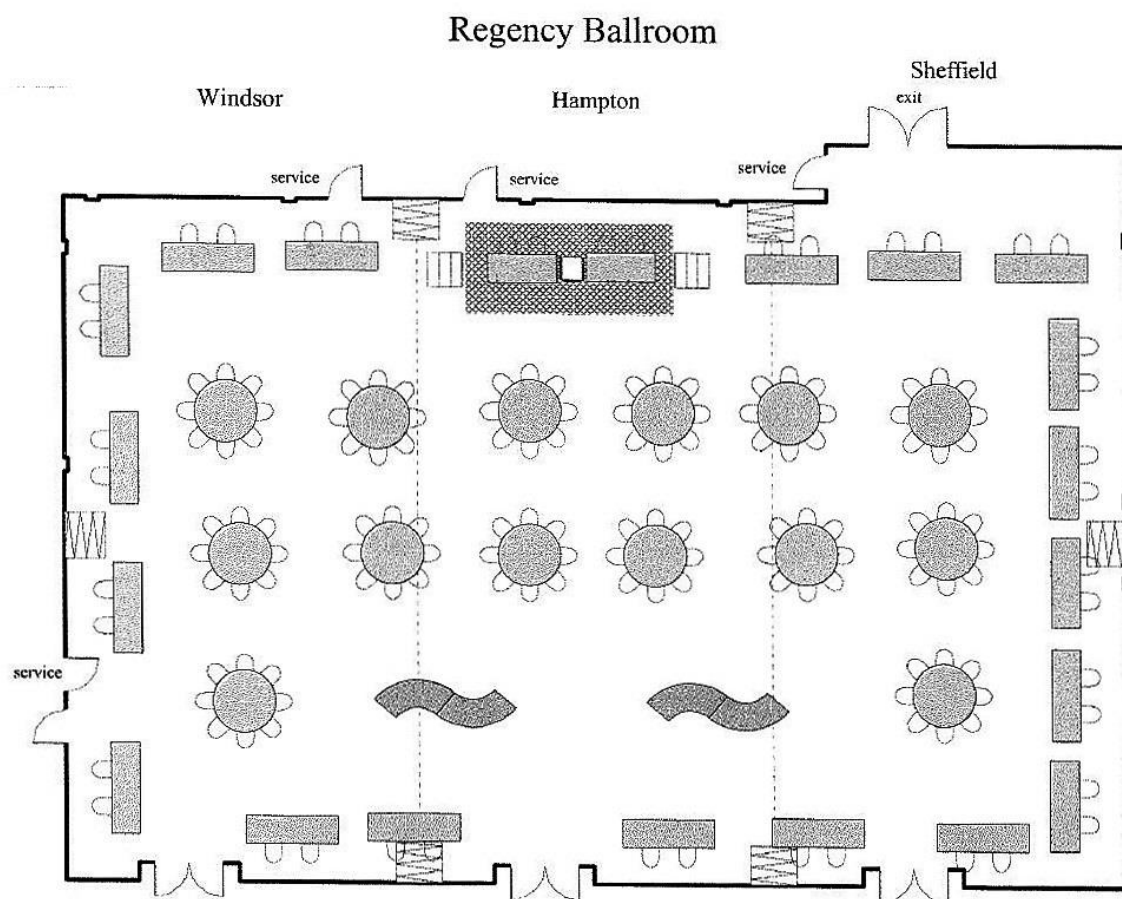 Regency Ballroom
Windsor
Hampton
Sheffield
exit
service
service
service
service